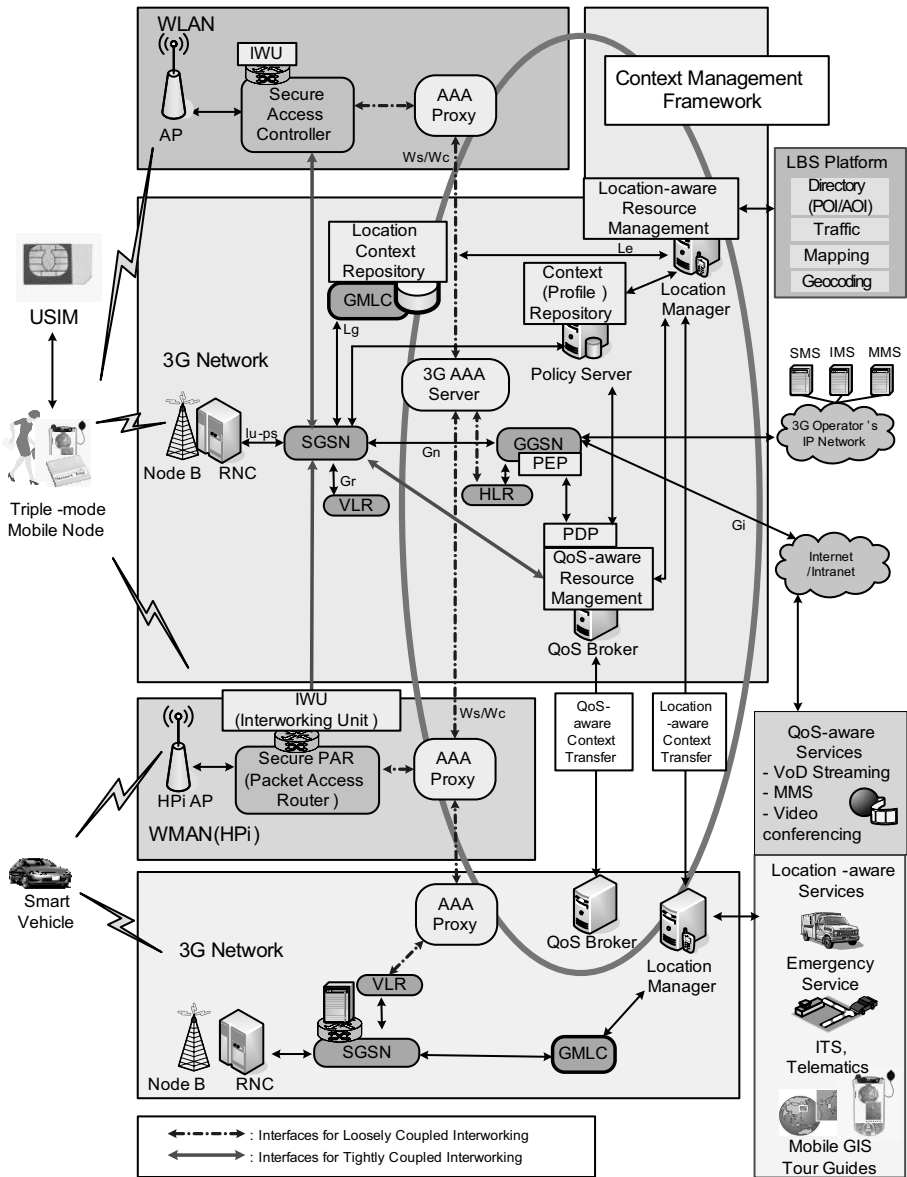 WLAN
IWU
Secure
Access
Controller
AAA
Proxy
AP
Ws/Wc
Context Management
Framework
LBS Platform
Directory
(POI/AOI)
Traffic
Mapping
Geocoding
Location-aware
Resource
Management
Location
Manager
Le
Location
Context
Repository
GMLC
Lg
Context
(Profile )
Repository
Policy Server
USIM
3G Network
3G AAA
Server
SMS
IMS
MMS
3G Operator 's
IP Network
Node B
RNC
Iu-ps
SGSN
Gn
GGSN
PEP
Gr
VLR
HLR
Triple -mode
Mobile Node
PDP
QoS-aware
Resource
Mangement
QoS Broker
Gi
Internet
/Intranet
IWU
(Interworking Unit )
Secure PAR
(Packet Access
Router )
HPi AP
WMAN(HPi)
Ws/Wc
AAA
Proxy
QoS-
aware
Context
Transfer
Location
-aware
Context
Transfer
QoS-aware
Services
- VoD Streaming
- MMS
- Video
conferencing
Smart
Vehicle
3G Network
AAA
Proxy
VLR
SGSN
Node B
RNC
GMLC
QoS Broker
Location
Manager
Location -aware
Services
Emergency
Service
ITS,
Telematics
Mobile GIS
Tour Guides
: Interfaces for Loosely Coupled Interworking
: Interfaces for Tightly Coupled Interworking